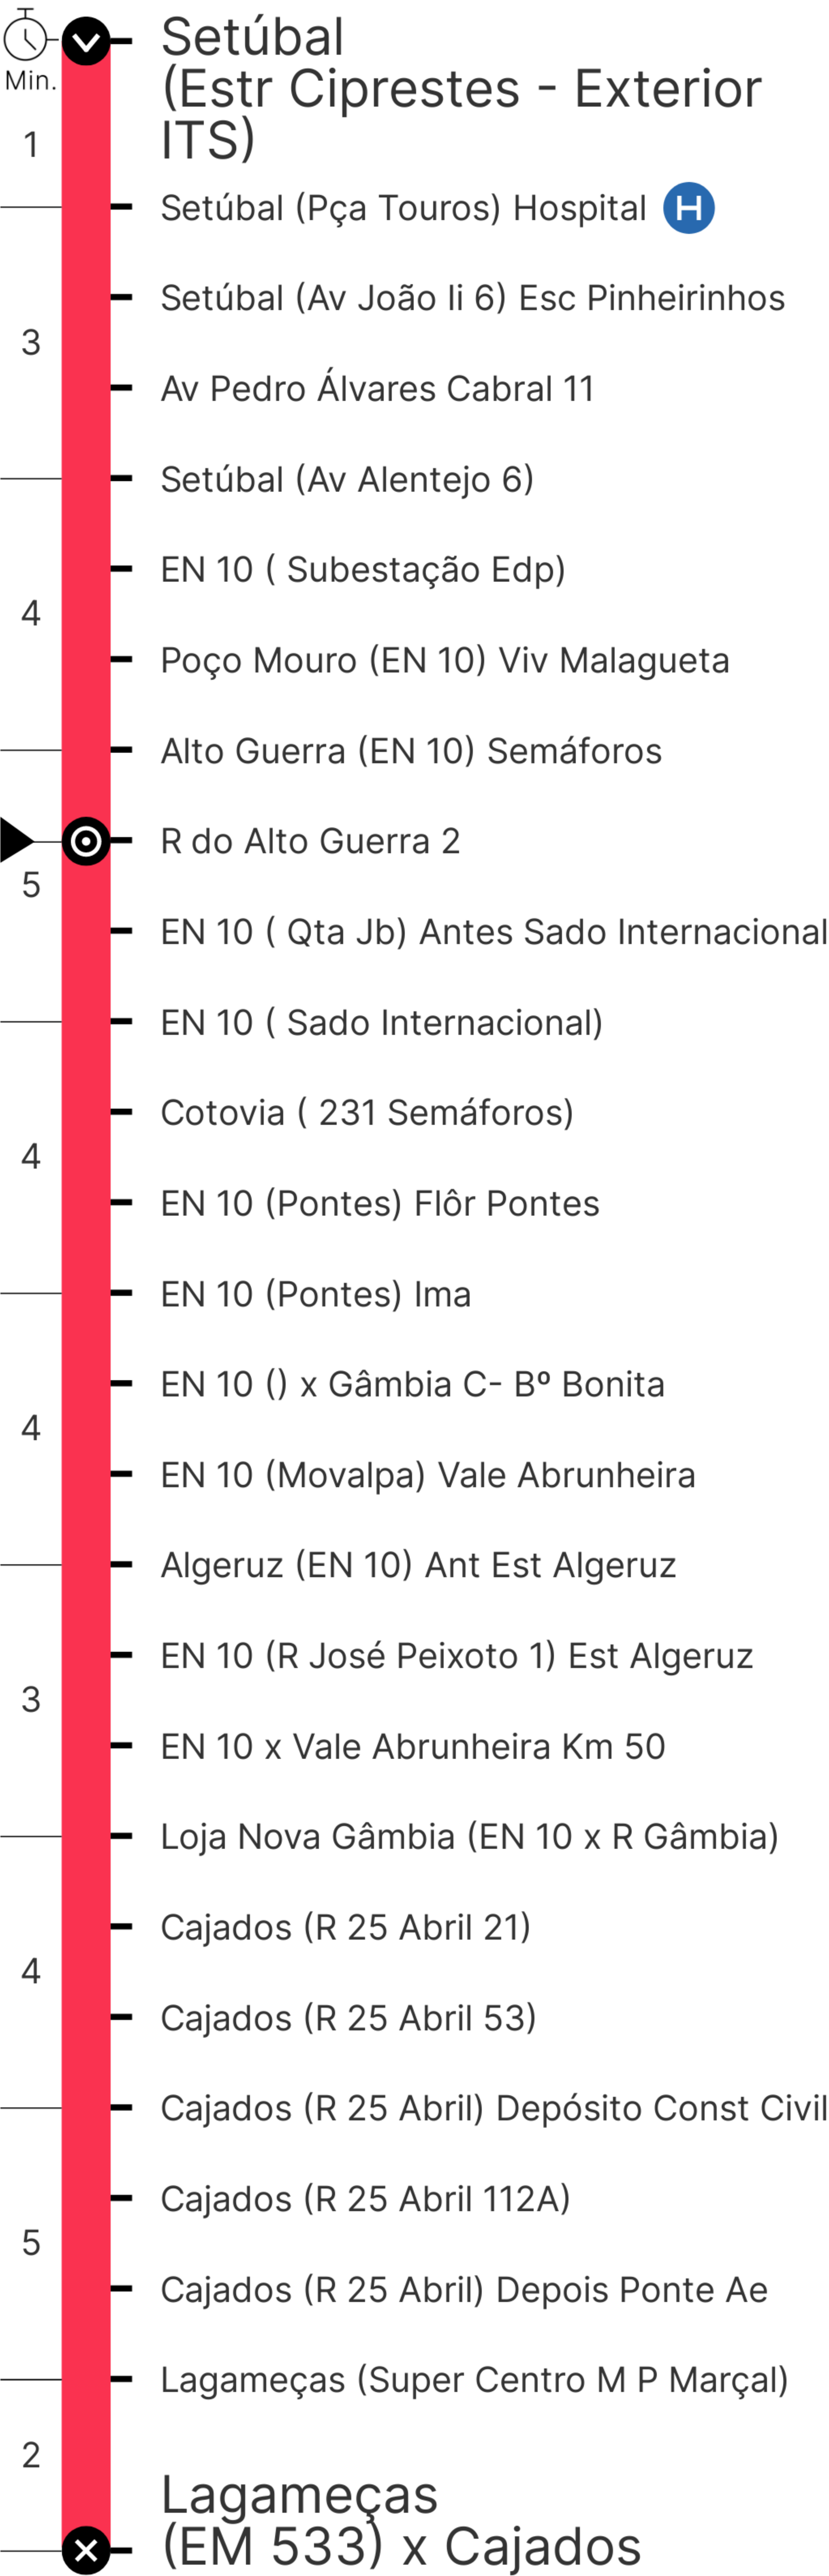 Setúbal
(Estr Ciprestes - Exterior
ITS)
Min.
1
Setúbal (Pça Touros) Hospital H
Setúbal (Av João Ii 6) Esc Pinheirinhos
3
Av Pedro Álvares Cabral 11
Setúbal (Av Alentejo 6)
EN 10 ( Subestação Edp)
4
Poço Mouro (EN 10) Viv Malagueta
Alto Guerra (EN 10) Semáforos
R do Alto Guerra 2
5
EN 10 ( Qta Jb) Antes Sado Internacional
EN 10 ( Sado Internacional)
Cotovia ( 231 Semáforos)
4
EN 10 (Pontes) Flôr Pontes
EN 10 (Pontes) Ima
EN 10 () x Gâmbia C- Bº Bonita
4
EN 10 (Movalpa) Vale Abrunheira
Algeruz (EN 10) Ant Est Algeruz
EN 10 (R José Peixoto 1) Est Algeruz
3
EN 10 x Vale Abrunheira Km 50
Loja Nova Gâmbia (EN 10 x R Gâmbia)
Cajados (R 25 Abril 21)
4
Cajados (R 25 Abril 53)
Cajados (R 25 Abril) Depósito Const Civil
Cajados (R 25 Abril 112A)
5
Cajados (R 25 Abril) Depois Ponte Ae
Lagameças (Super Centro M P Marçal)
2
Lagameças
(EM 533) x Cajados